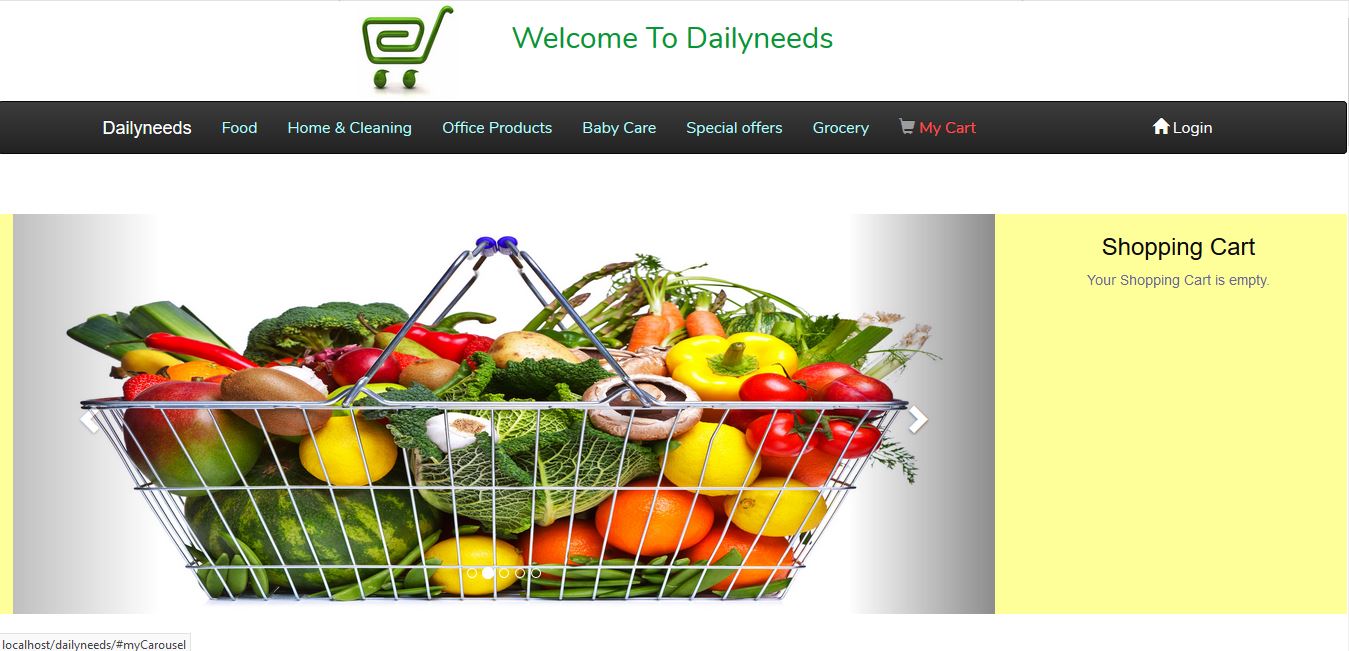 Welcome To Dailyneeds
Dailyneeds Food Home & Cleaning Office Products Baby Care Special offers Grocery My Cart Login
Shopping Cart
Your Shopping Cart is empty.
localhost/dailyneeds/#myCarousel